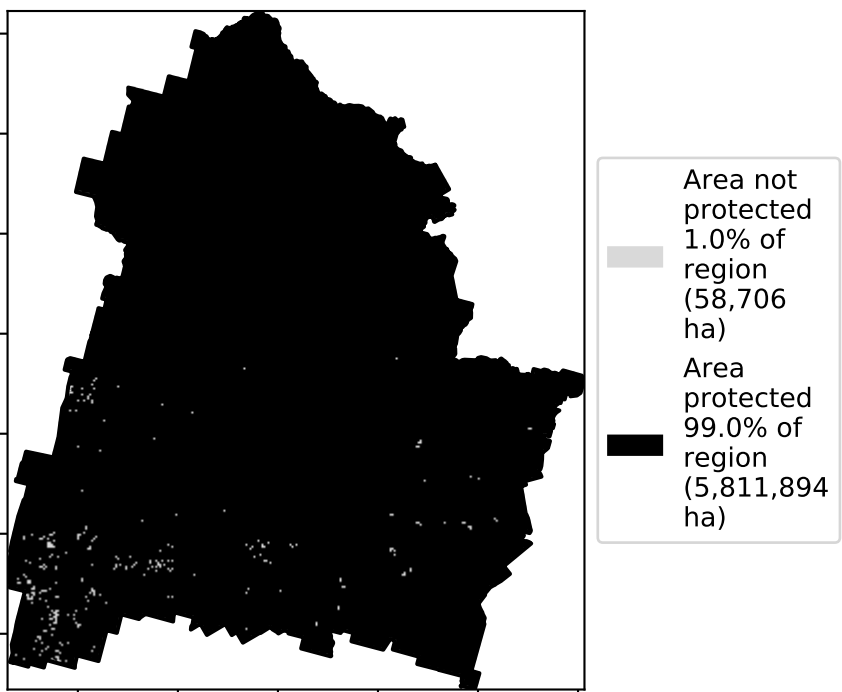 Area not
protected
1.0% of
region
(58,706
ha)
Area
protected
99.0% of
region
(5,811,894
ha)